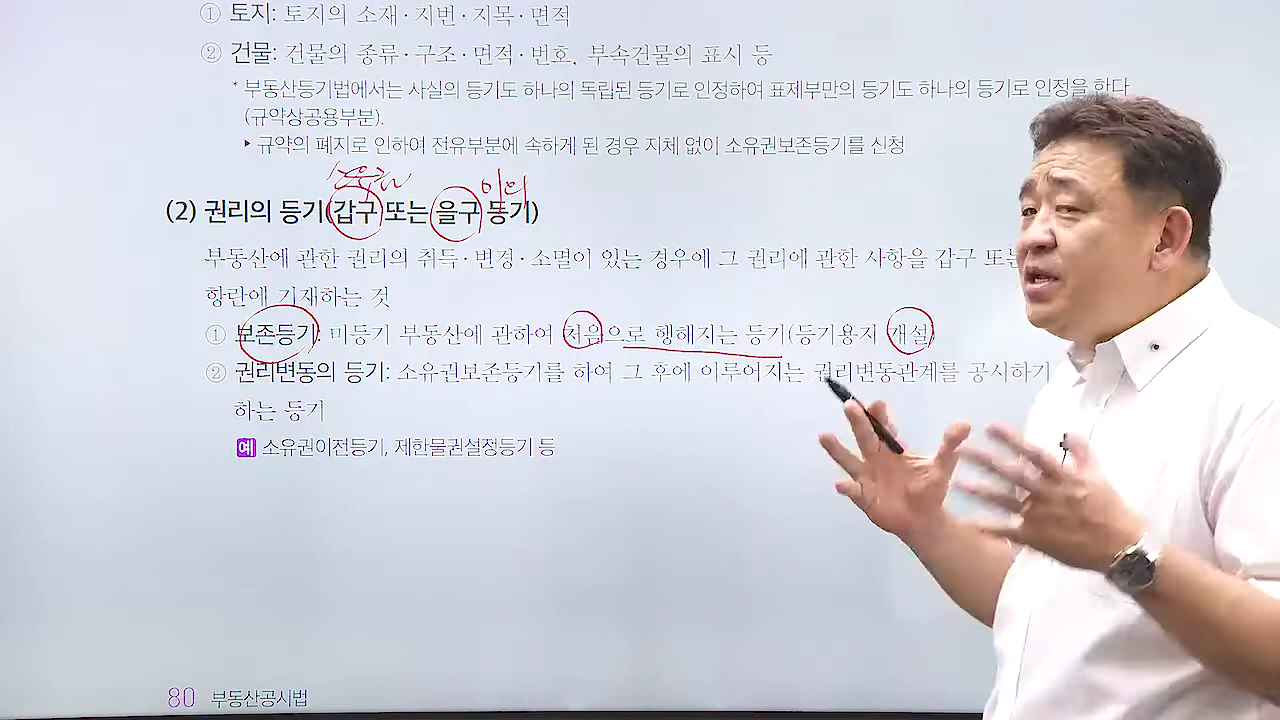 ① 토지: 토지의 소재·지번·지목·면적
② 건물: 건물의 종류·구조·면적·번호, 부속건물의 표시 등
* 부동산등기법에서는 사실의 등기도 하나의 독립된 등기로 인정하여 표제부만의 등기도 하나의 등기로 인정을 한다
(규약상공용부분).
▶ 규약의 폐지로 인하여 전유부분에 속하게 된 경우 지체 없이 소유권보존등기를 신청
소유권 이외
(2) 권리의 등기(갑구 또는 을구 등기)
부동산에 관한 권리의 취득·변경·소멸이 있는 경우에 그 권리에 관한 사항을 갑구 또는
항란에 기재하는 것
① 보존등기: 미등기 부동산에 관하여 처음으로 행해지는 등기(등기용지 개설)
② 권리변동의 등기: 소유권보존등기를 하여 그 후에 이루어지는 권리변동관계를 공시하기
하는 등기
예 소유권이전등기, 제한물권설정등기 등
80 부동산공시법